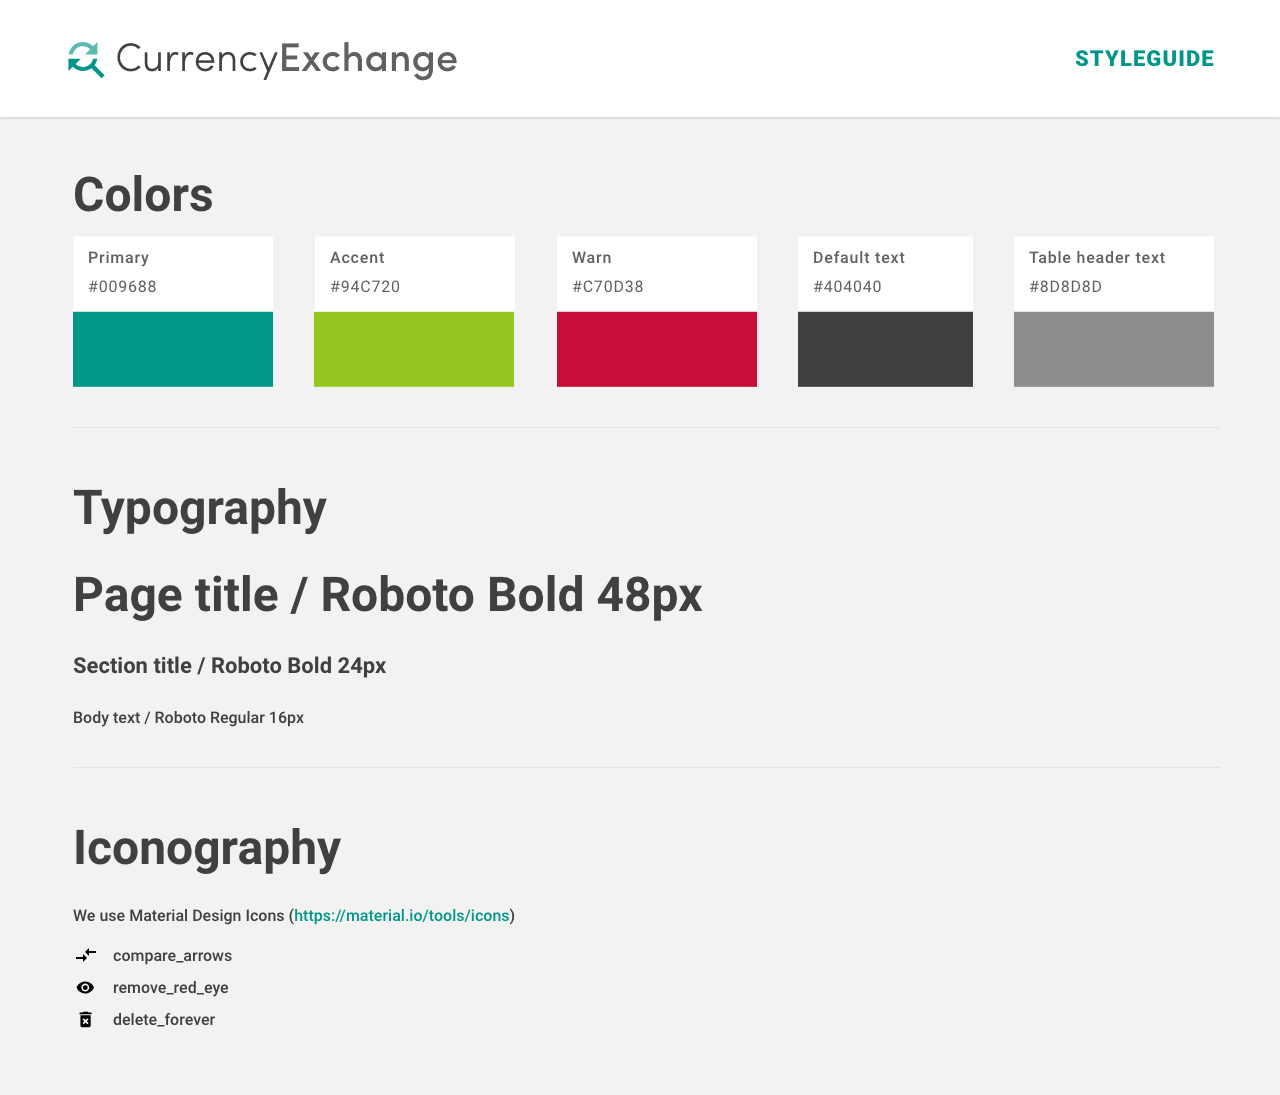 CurrencyExchange
STYLEGUIDE
Colors
Primary
#009688
Accent
#94C720
Warn
#C70D38
Default text
#404040
Table header text
#8D8D8D
Typography
Page title / Roboto Bold 48px
Section title / Roboto Bold 24px
Body text / Roboto Regular 16px
Iconography
We use Material Design Icons (https://material.io/tools/icons)
compare_arrows
remove_red_eye
delete_forever